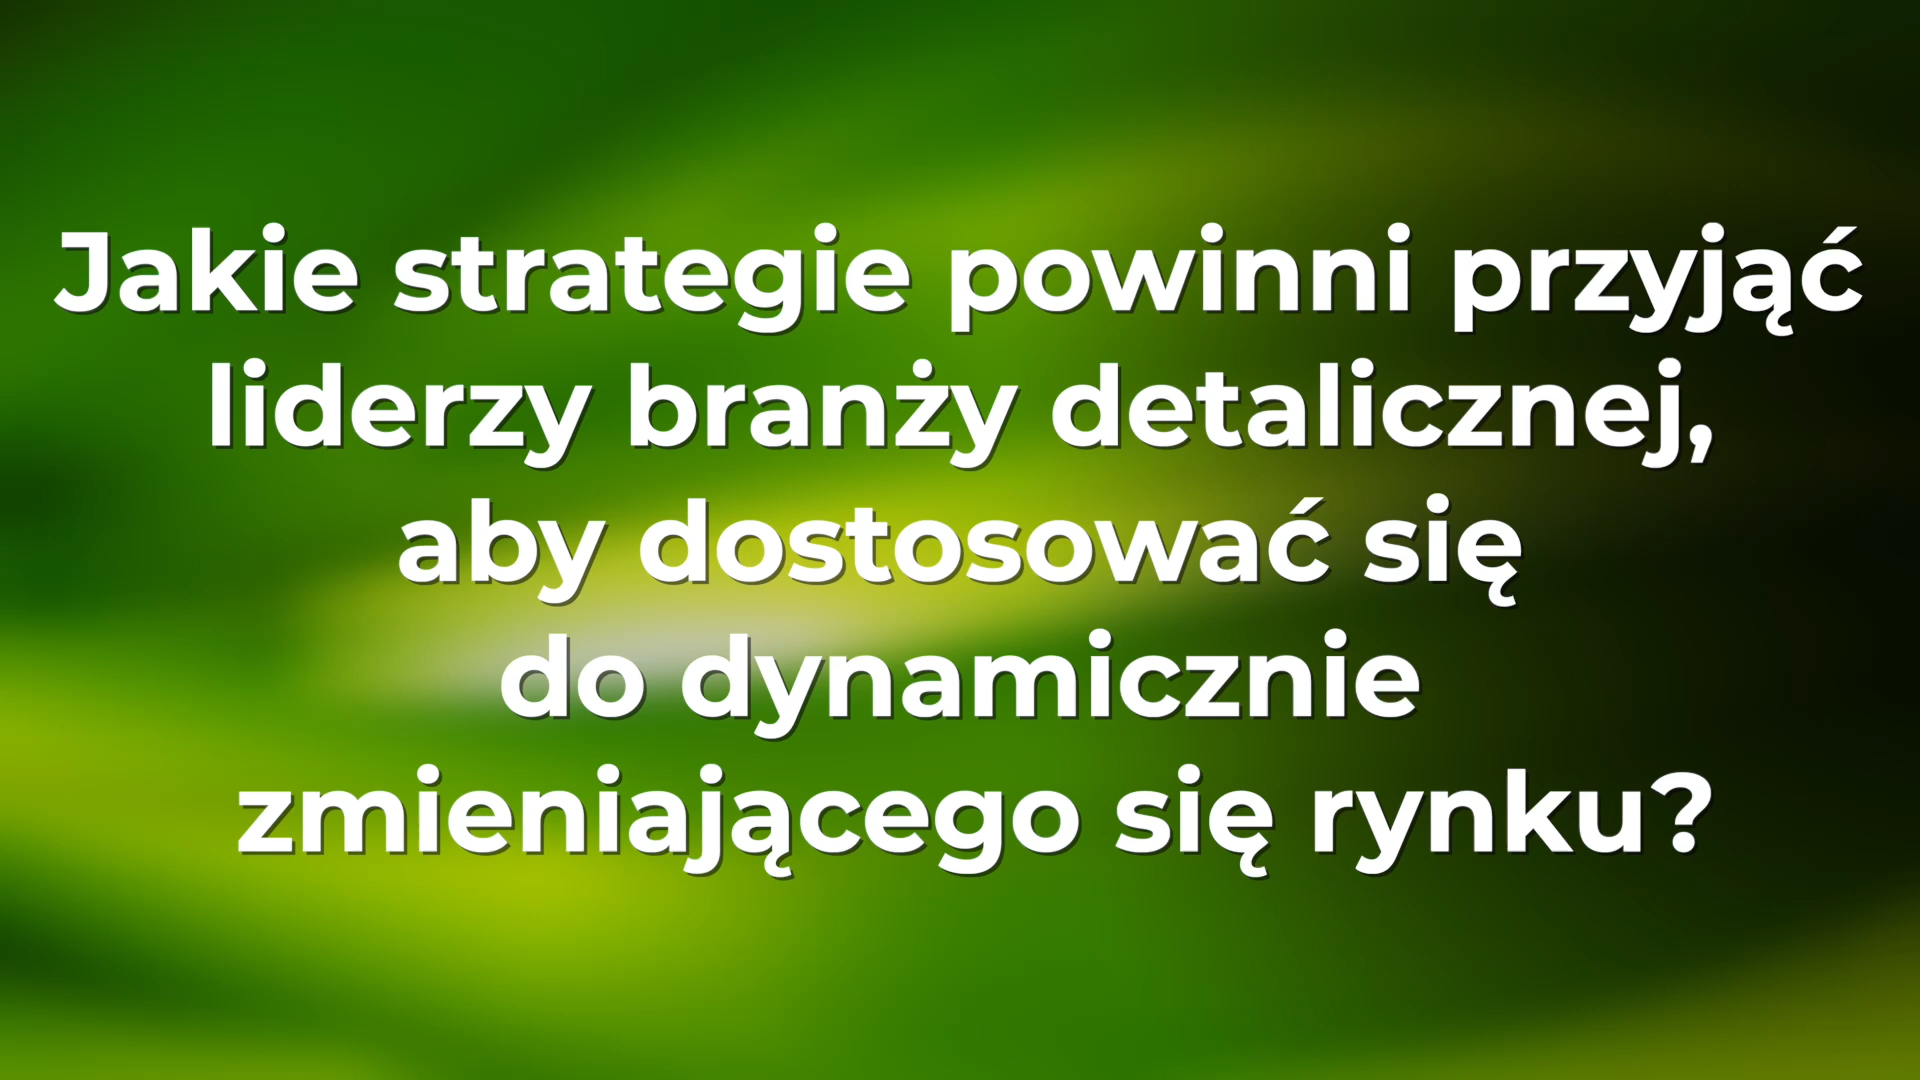 Jakie strategie powinni przyjąć
liderzy branży detalicznej,
aby dostosować się
do dynamicznie
zmieniającego się rynku?